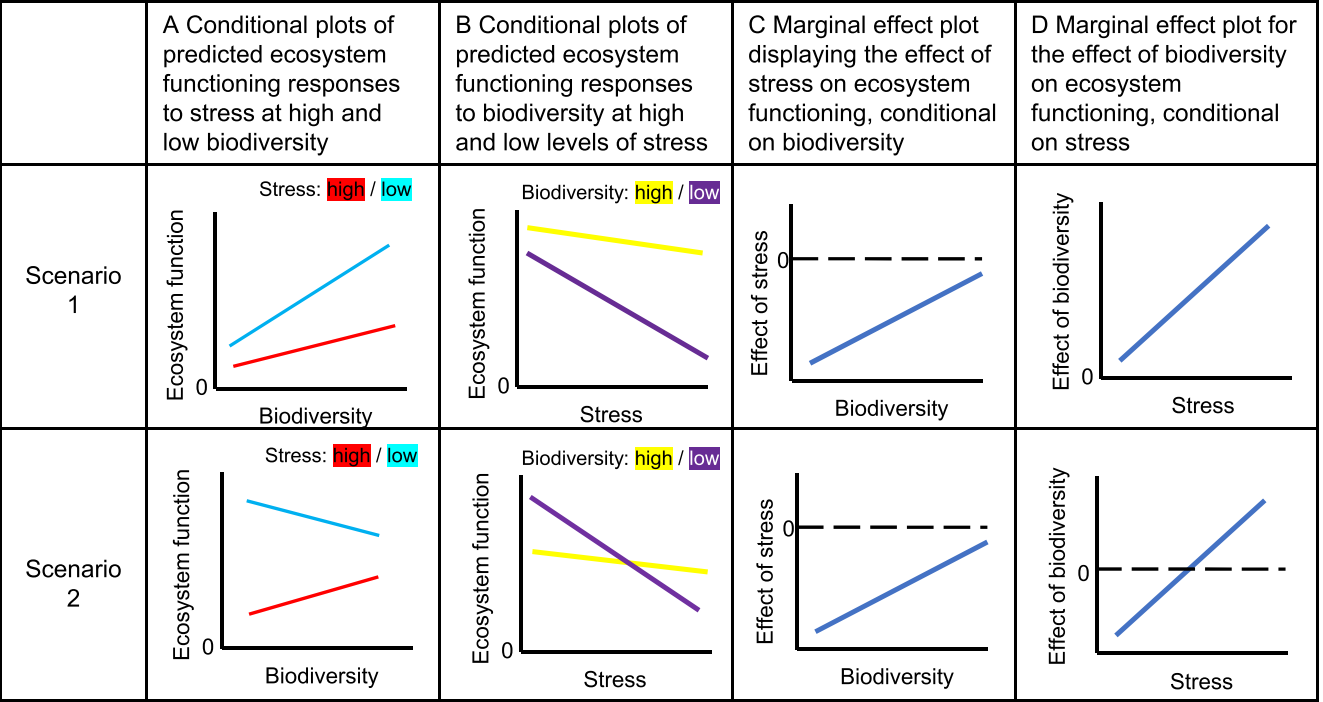 A Conditional plots of
predicted ecosystem
functioning responses
to stress at high and
low biodiversity
B Conditional plots of
predicted ecosystem
functioning responses
to biodiversity at high
and low levels of stress
C Marginal effect plot
displaying the effect of
stress on ecosystem
functioning, conditional
on biodiversity
D Marginal effect plot for
the effect of biodiversity
on ecosystem
functioning, conditional
on stress
Scenario
1
Stress: high / low
Ecosystem function
0
Biodiversity
Biodiversity: high / low
Ecosystem function
0
Stress
Effect of stress
0
Biodiversity
Effect of biodiversity
0
Stress
Scenario
2
Stress: high / low
Ecosystem function
0
Biodiversity
Biodiversity: high / low
Ecosystem function
0
Stress
Effect of stress
0
Biodiversity
Effect of biodiversity
0
Stress